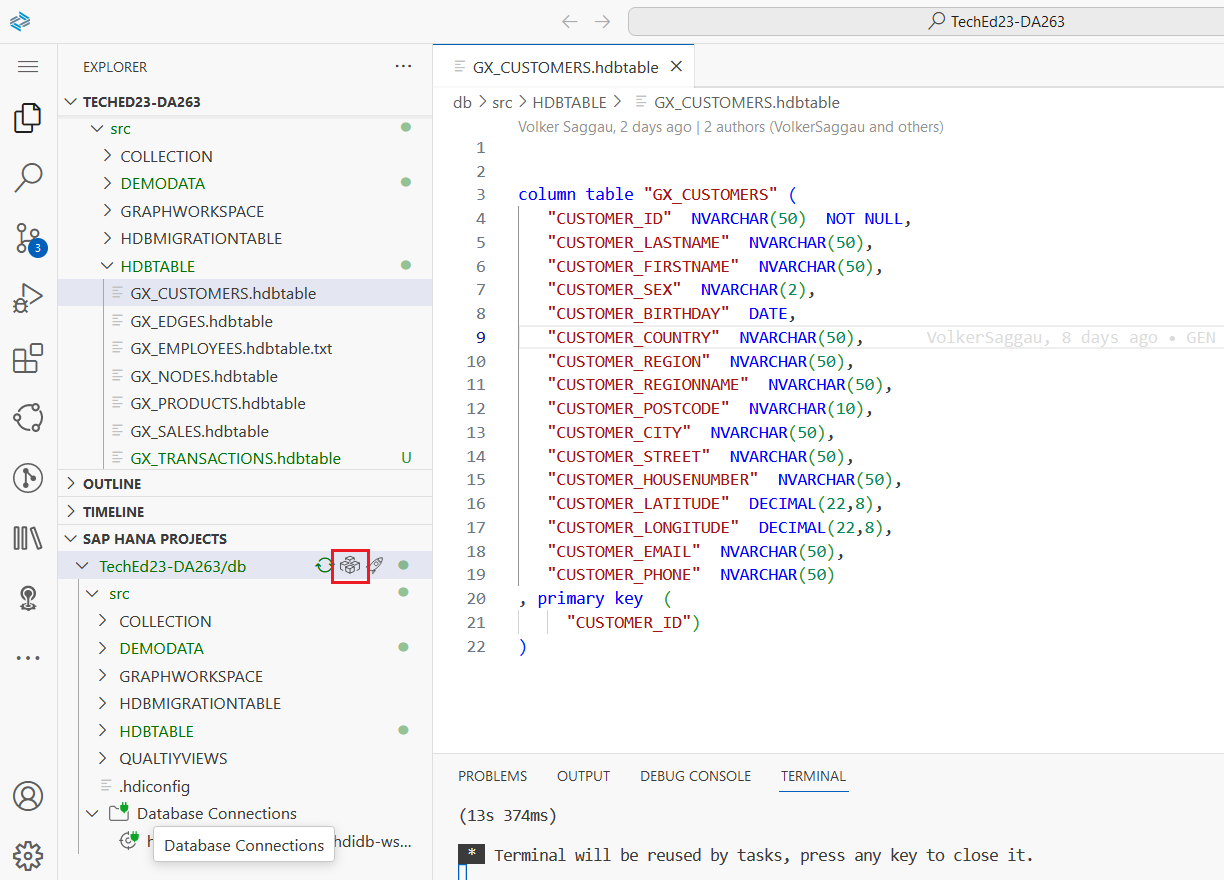 TechEd23-DA263
EXPLORER
TECHED23-DA263
src
COLLECTION
DEMODATA
GRAPHWORKSPACE
HDBMIGRATIONTABLE
HDBTABLE
GX_CUSTOMERS.hdbtable
GX_EDGES.hdbtable
GX_EMPLOYEES.hdbtable.txt
GX_NODES.hdbtable
GX_PRODUCTS.hdbtable
GX_SALES.hdbtable
GX_TRANSACTIONS.hdbtable U
OUTLINE
TIMELINE
SAP HANA PROJECTS
TechEd23-DA263/db
src
COLLECTION
DEMODATA
GRAPHWORKSPACE
HDBMIGRATIONTABLE
HDBTABLE
QUALTIYVIEWS
.hdiconfig
Database Connections
hdidb-ws...
Database Connections
3
GX_CUSTOMERS.hdbtable
db > src > HDBTABLE > GX_CUSTOMERS.hdbtable
Volker Saggau, 2 days ago | 2 authors (VolkerSaggau and others)
1
2
3 column table "GX_CUSTOMERS" (
4 "CUSTOMER_ID" NVARCHAR(50) NOT NULL,
5 "CUSTOMER_LASTNAME" NVARCHAR(50),
6 "CUSTOMER_FIRSTNAME" NVARCHAR(50),
7 "CUSTOMER_SEX" NVARCHAR(2),
8 "CUSTOMER_BIRTHDAY" DATE,
9 "CUSTOMER_COUNTRY" NVARCHAR(50), VolkerSaggau, 8 days ago • GEN
10 "CUSTOMER_REGION" NVARCHAR(50),
11 "CUSTOMER_REGIONNAME" NVARCHAR(50),
12 "CUSTOMER_POSTCODE" NVARCHAR(10),
13 "CUSTOMER_CITY" NVARCHAR(50),
14 "CUSTOMER_STREET" NVARCHAR(50),
15 "CUSTOMER_HOUSENUMBER" NVARCHAR(50),
16 "CUSTOMER_LATITUDE" DECIMAL(22,8),
17 "CUSTOMER_LONGITUDE" DECIMAL(22,8),
18 "CUSTOMER_EMAIL" NVARCHAR(50),
19 "CUSTOMER_PHONE" NVARCHAR(50)
20 , primary key (
21 "CUSTOMER_ID")
22 )
PROBLEMS OUTPUT DEBUG CONSOLE TERMINAL
(13s 374ms)
* Terminal will be reused by tasks, press any key to close it.